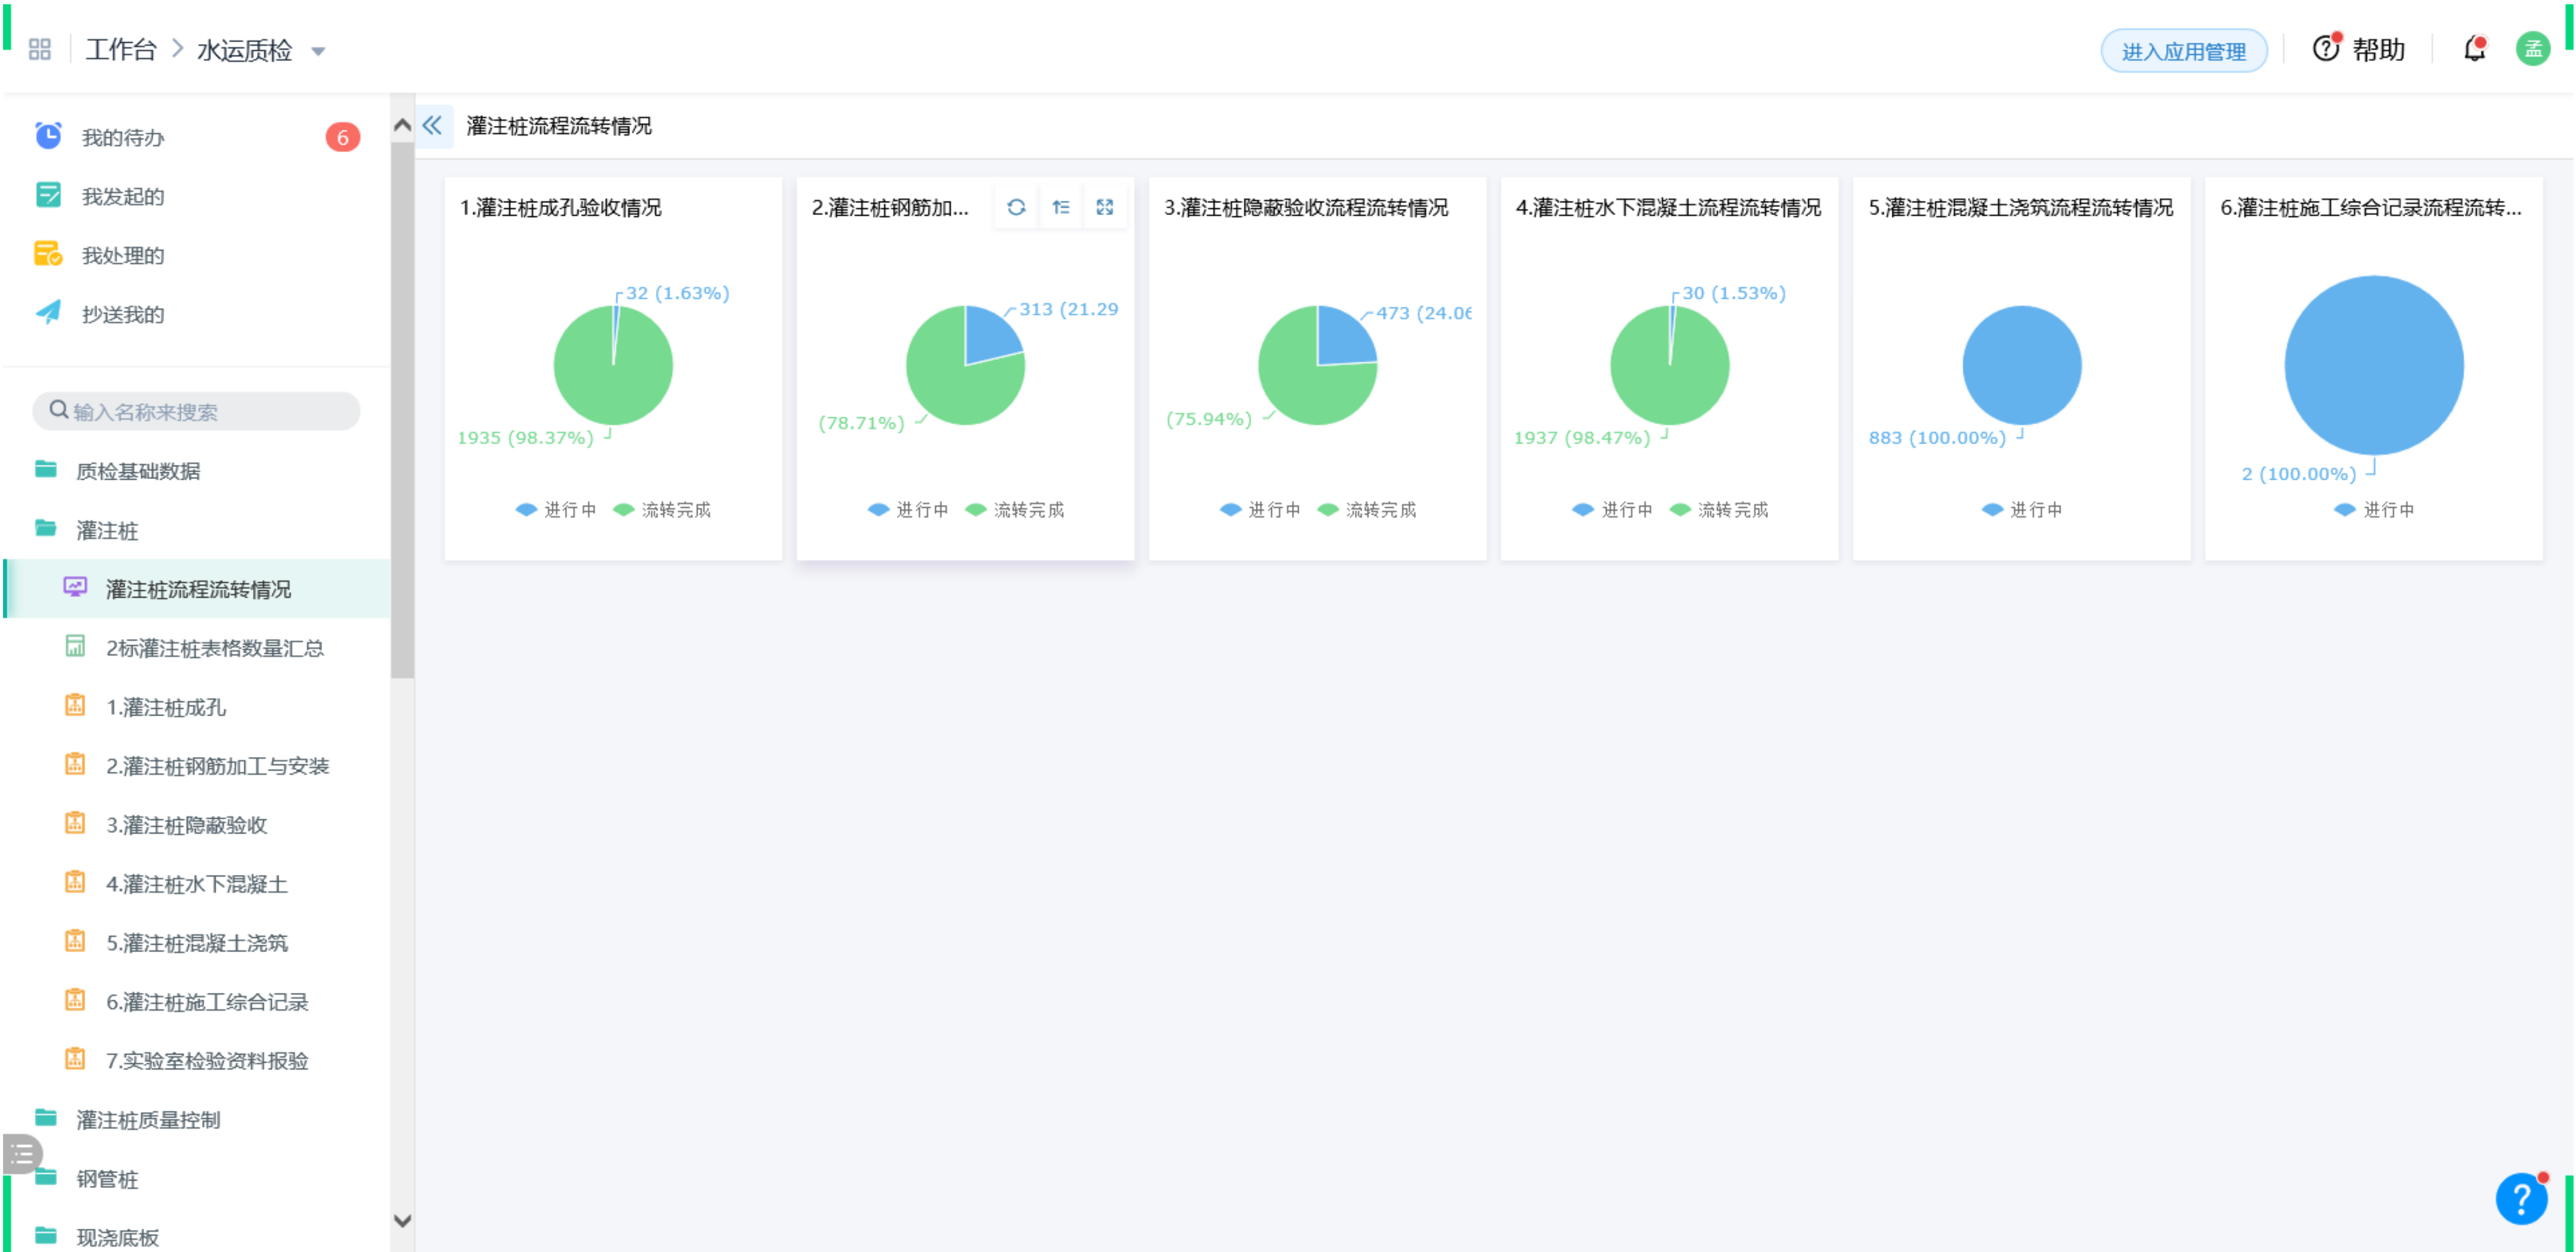 工作台 > 水运质检
进入应用管理
帮助
孟
我的待办 6
我发起的
我处理的
抄送我的
输入名称来搜索
质检基础数据
灌注桩
灌注桩流程流转情况
2标灌注桩表格数量汇总
1.灌注桩成孔
2.灌注桩钢筋加工与安装
3.灌注桩隐蔽验收
4.灌注桩水下混凝土
5.灌注桩混凝土浇筑
6.灌注桩施工综合记录
7.实验室检验资料报验
灌注桩质量控制
钢管桩
现浇底板
灌注桩流程流转情况
1.灌注桩成孔验收情况
32 (1.63%)
1935 (98.37%)
进行中 流转完成
2.灌注桩钢筋加...
313 (21.29
(78.71%)
进行中 流转完成
3.灌注桩隐蔽验收流程流转情况
473 (24.06
(75.94%)
进行中 流转完成
4.灌注桩水下混凝土流程流转情况
30 (1.53%)
1937 (98.47%)
进行中 流转完成
5.灌注桩混凝土浇筑流程流转情况
883 (100.00%)
进行中
6.灌注桩施工综合记录流程流转...
2 (100.00%)
进行中